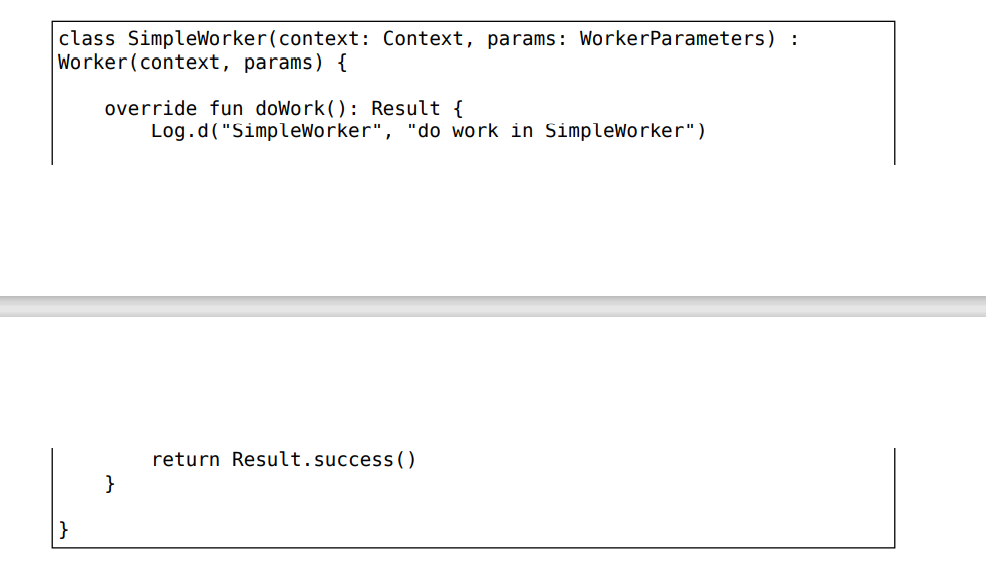 class SimpleWorker(context: Context, params: WorkerParameters) :
Worker(context, params) {
    override fun doWork(): Result {
        Log.d("SimpleWorker", "do work in SimpleWorker")
        return Result.success()
    }
}